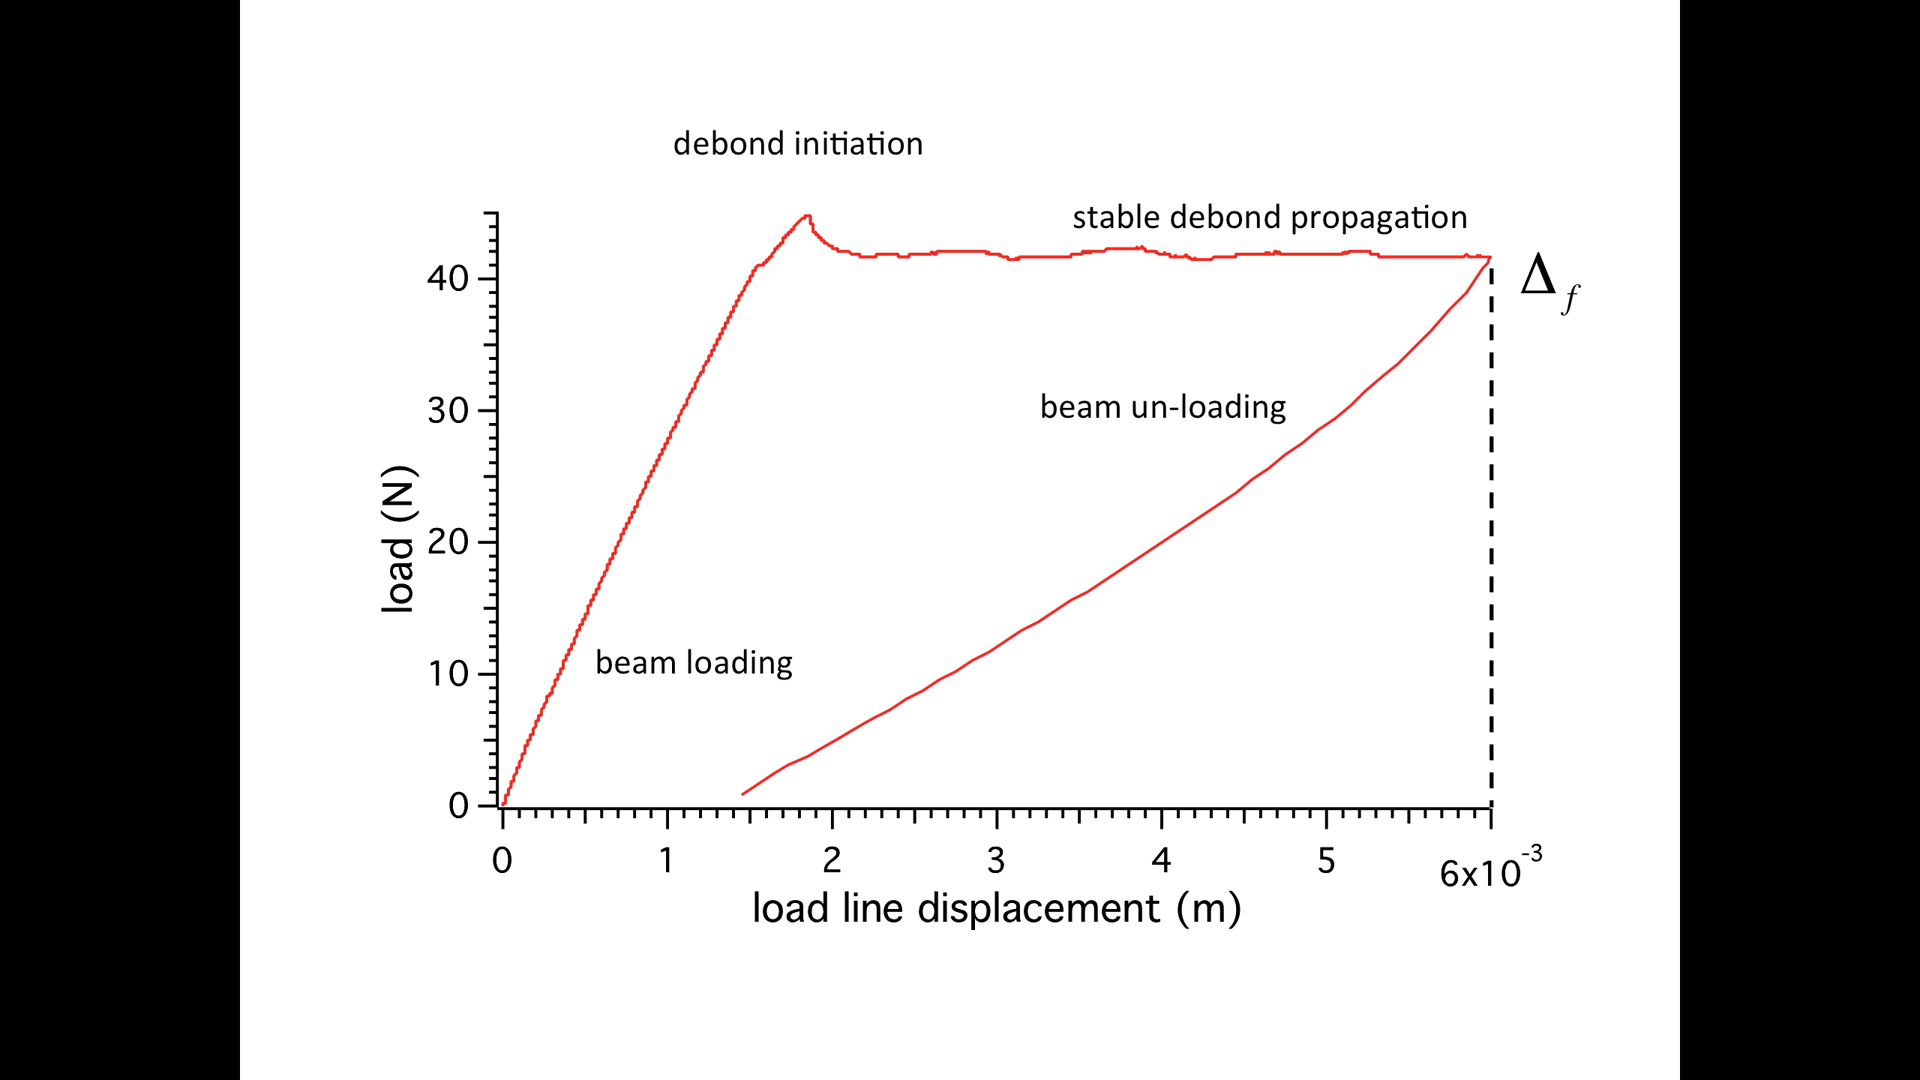 debond initiation
stable debond propagation
Δf
40
30
beam un-loading
20
10
beam loading
0
load (N)
0 1 2 3 4 5 6x10-3
load line displacement (m)